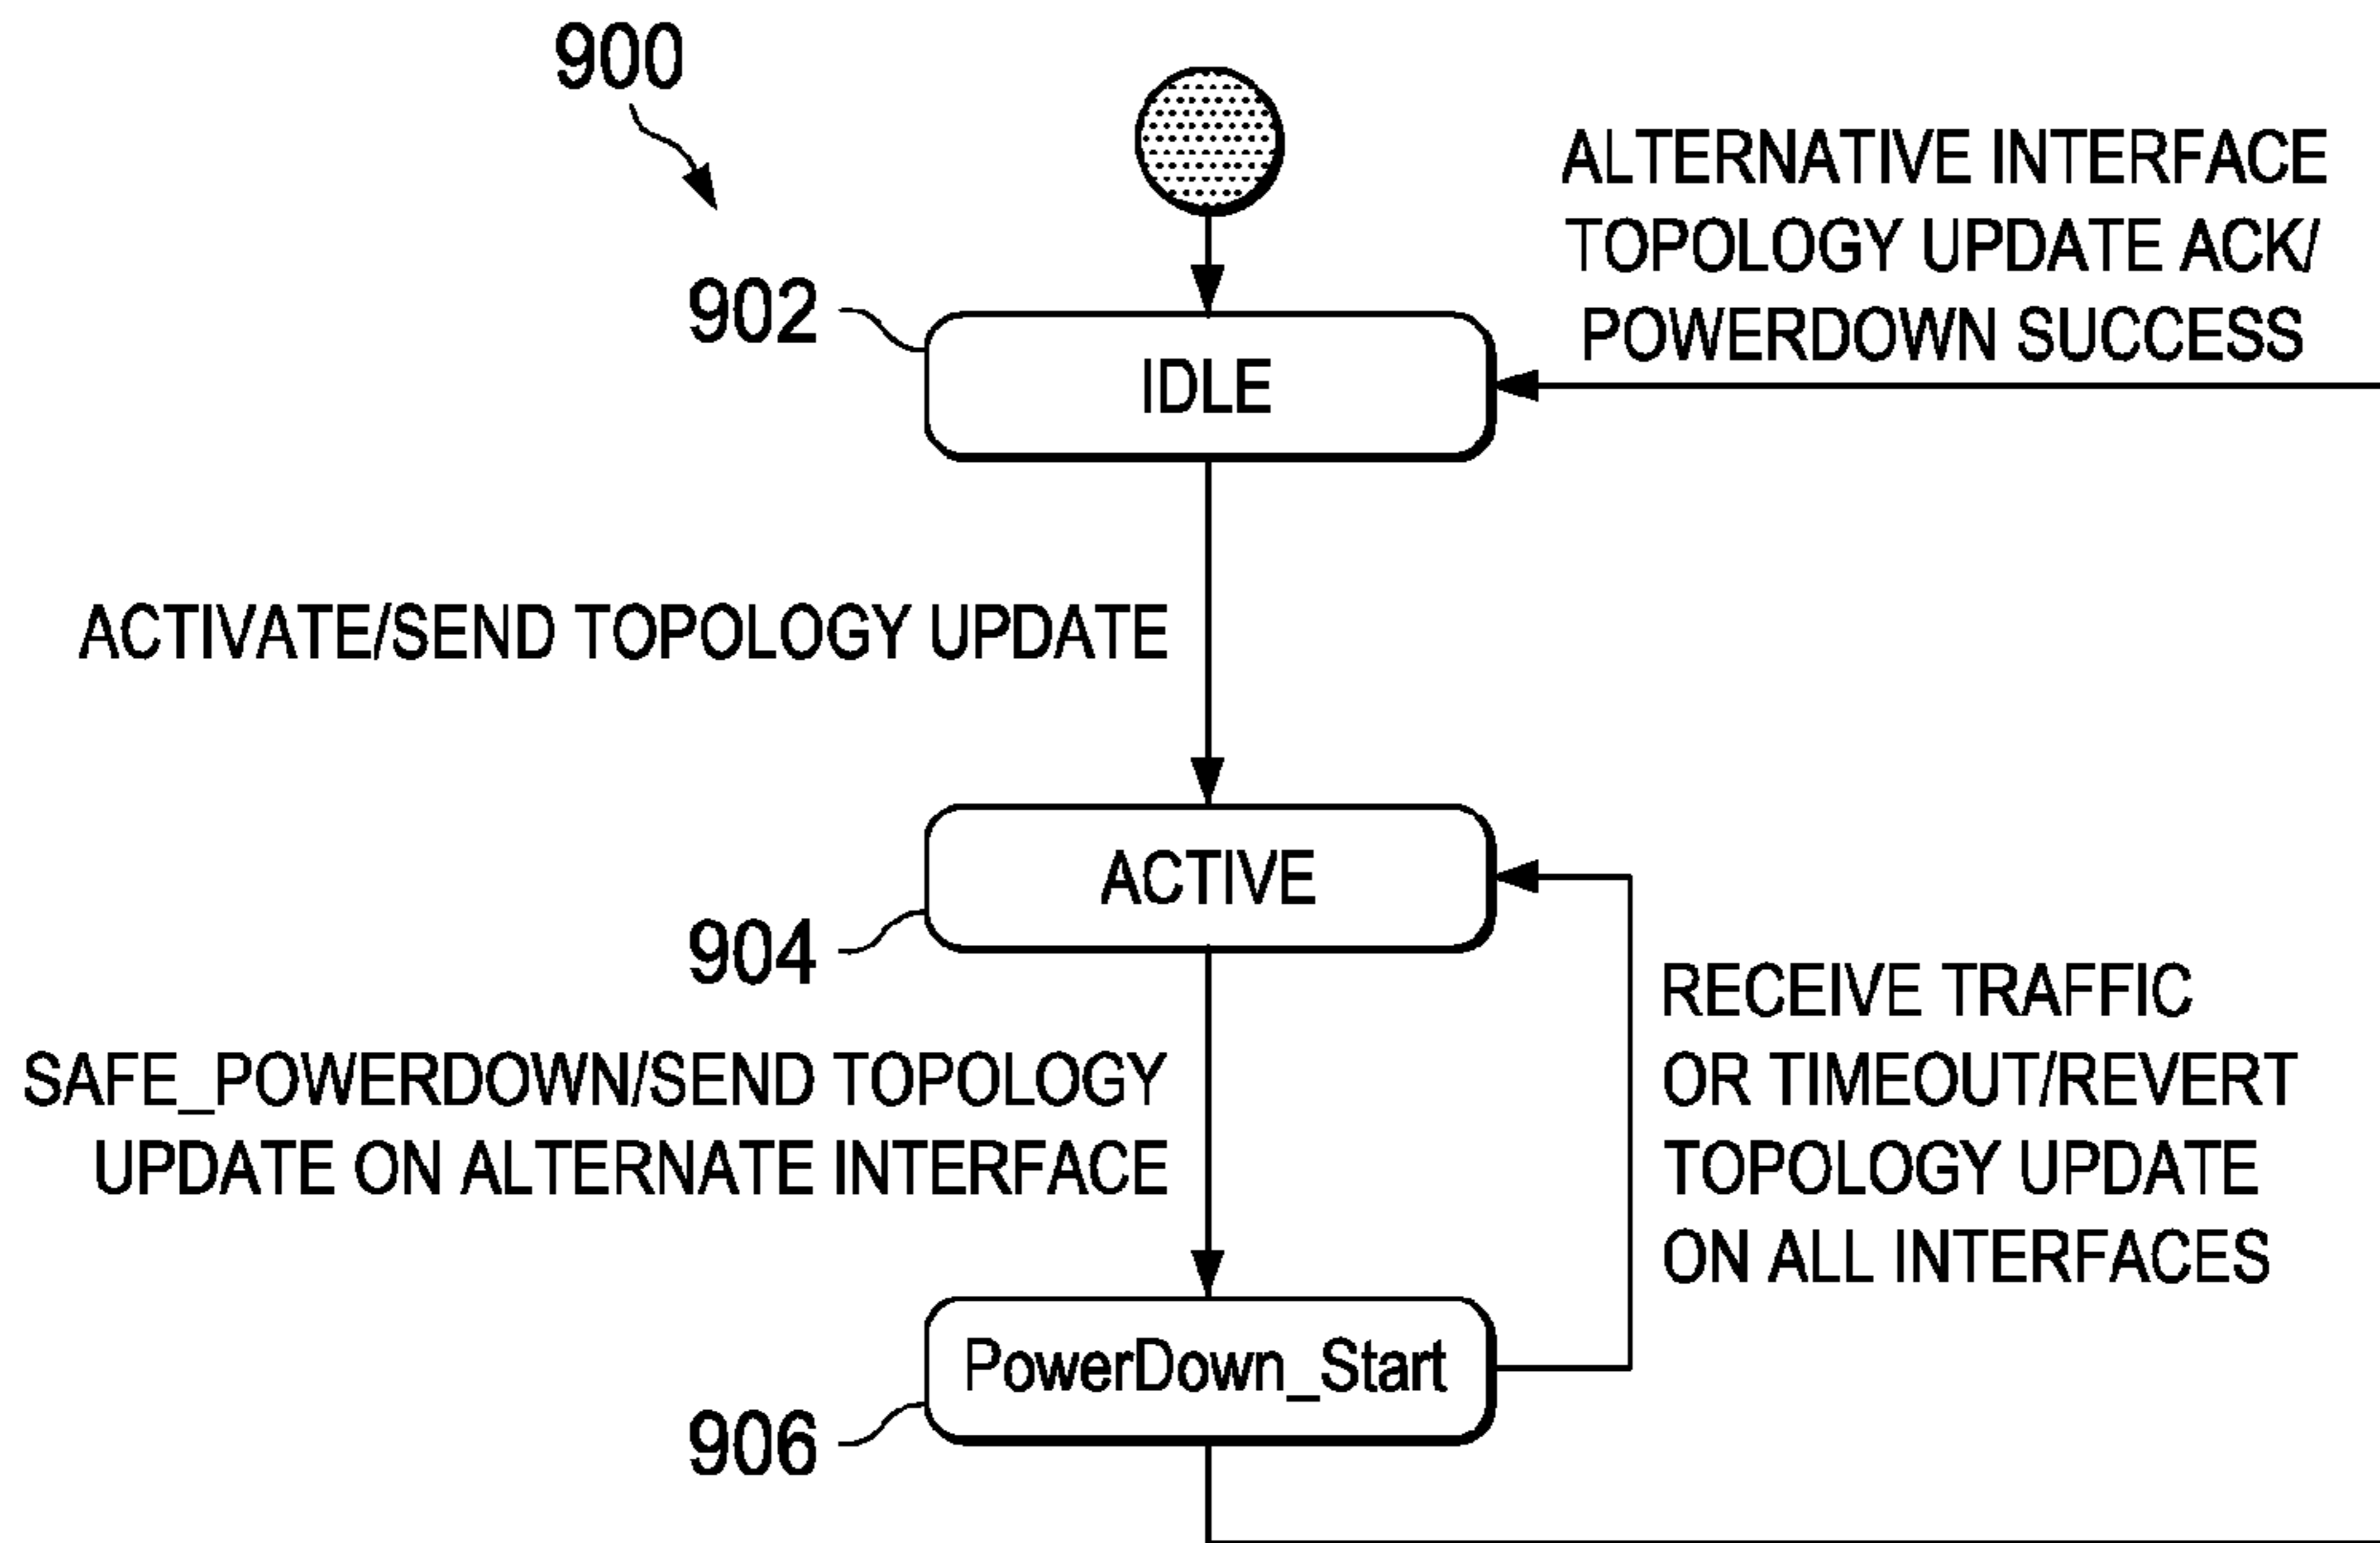 900
ALTERNATIVE INTERFACE
TOPOLOGY UPDATE ACK/
POWERDOWN SUCCESS
902
IDLE
ACTIVATE/SEND TOPOLOGY UPDATE
ACTIVE
904
RECEIVE TRAFFIC
OR TIMEOUT/REVERT
TOPOLOGY UPDATE
ON ALL INTERFACES
SAFE_POWERDOWN/SEND TOPOLOGY
UPDATE ON ALTERNATE INTERFACE
PowerDown_Start
906